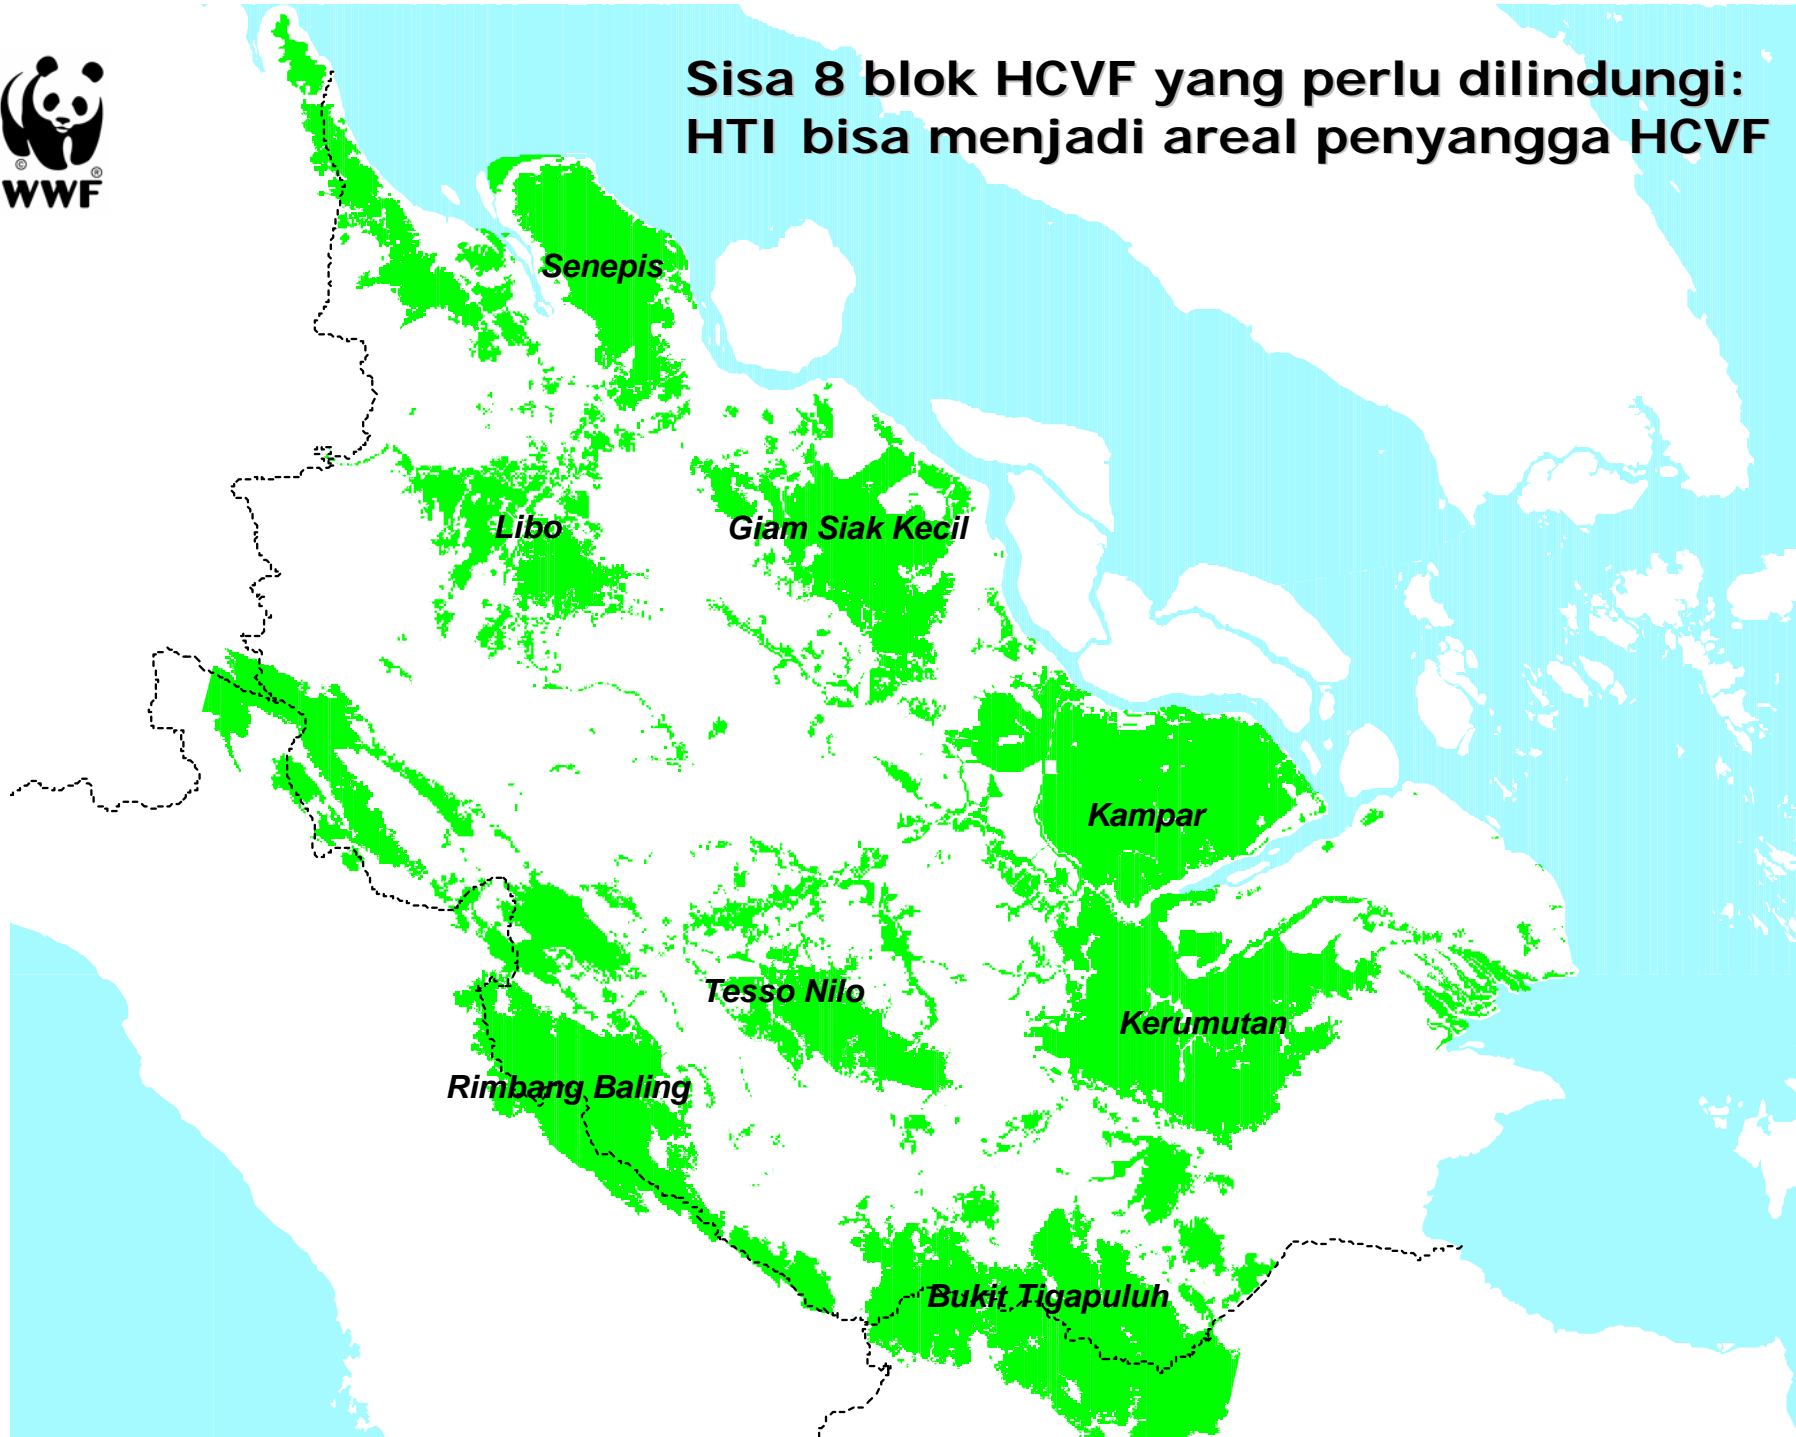 Sisa 8 blok HCVF yang perlu dilindungi:
HTI bisa menjadi areal penyangga HCVF
© ®
WWF
Senepis
Libo
Giam Siak Kecil
Kampar
Tesso Nilo
Kerumutan
Rimbang Baling
Bukit Tigapuluh